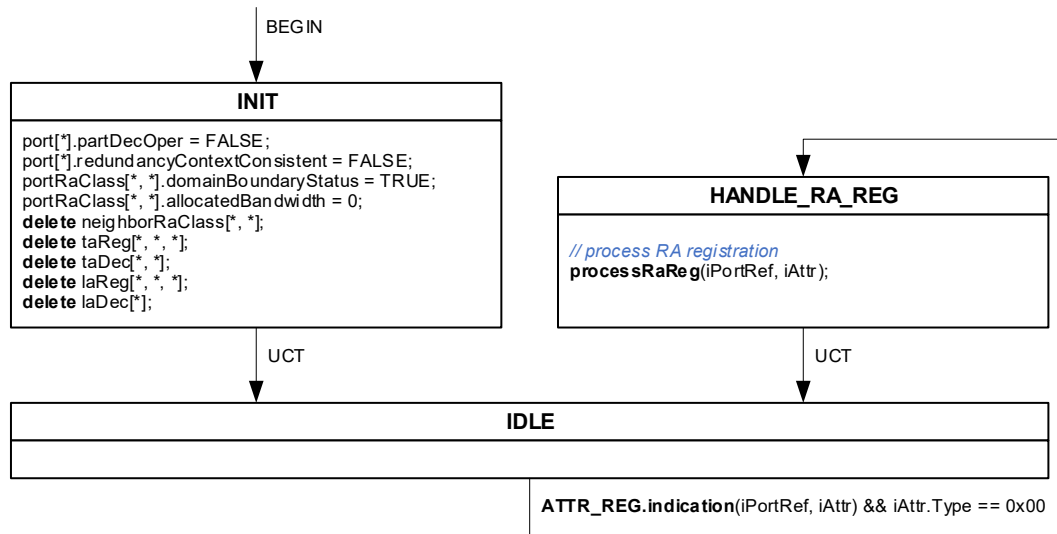 BEGIN
INIT
port[*].partDecOper = FALSE;
port[*].redundancyContextConsistent = FALSE;
portRaClass[*, *].domainBoundaryStatus = TRUE;
portRaClass[*, *].allocatedBandwidth = 0;
delete neighborRaClass[*, *];
delete taReg[*, *, *];
delete taDec[*, *];
delete laReg[*, *, *];
delete laDec[*];
HANDLE_RA_REG
// process RA registration
processRaReg(iPortRef, iAttr);
UCT
UCT
IDLE
ATTR_REG.indication(iPortRef, iAttr) && iAttr.Type == 0x00